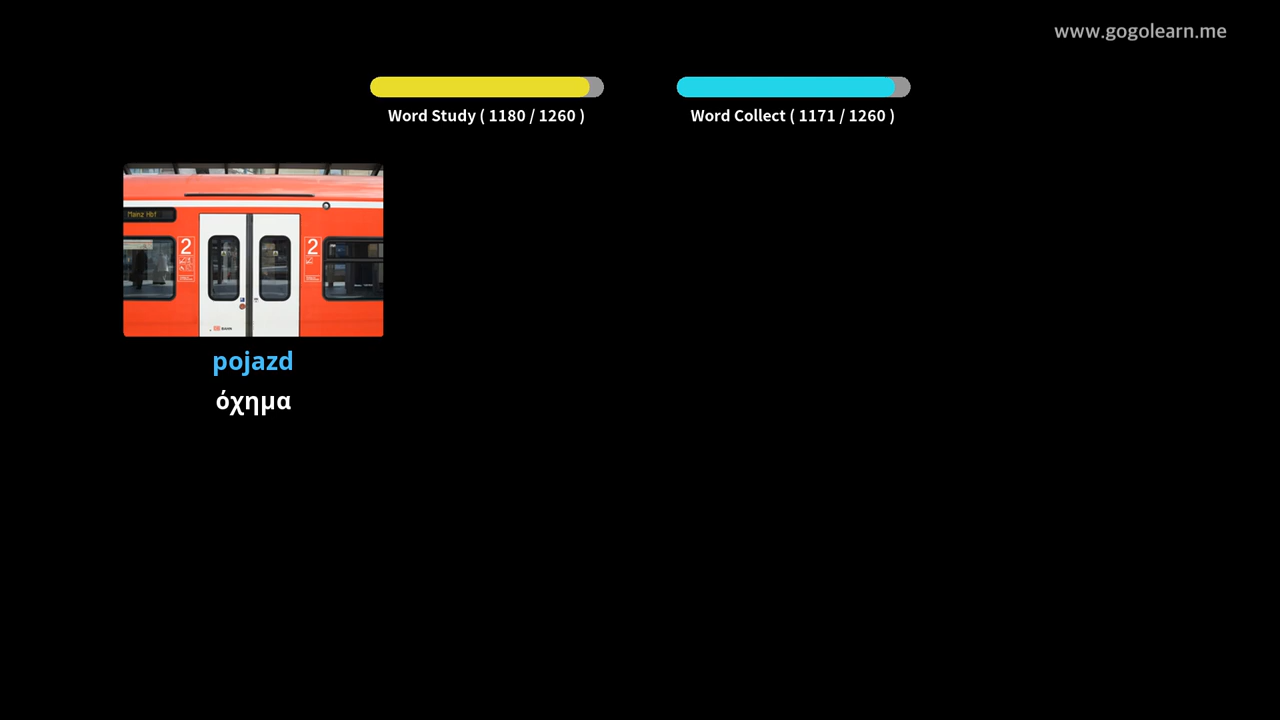 www.gogolearn.me
Word Study ( 1180 / 1260 )
Word Collect ( 1171 / 1260 )
Mainz Hbf
2
2
pojazd
όχημα